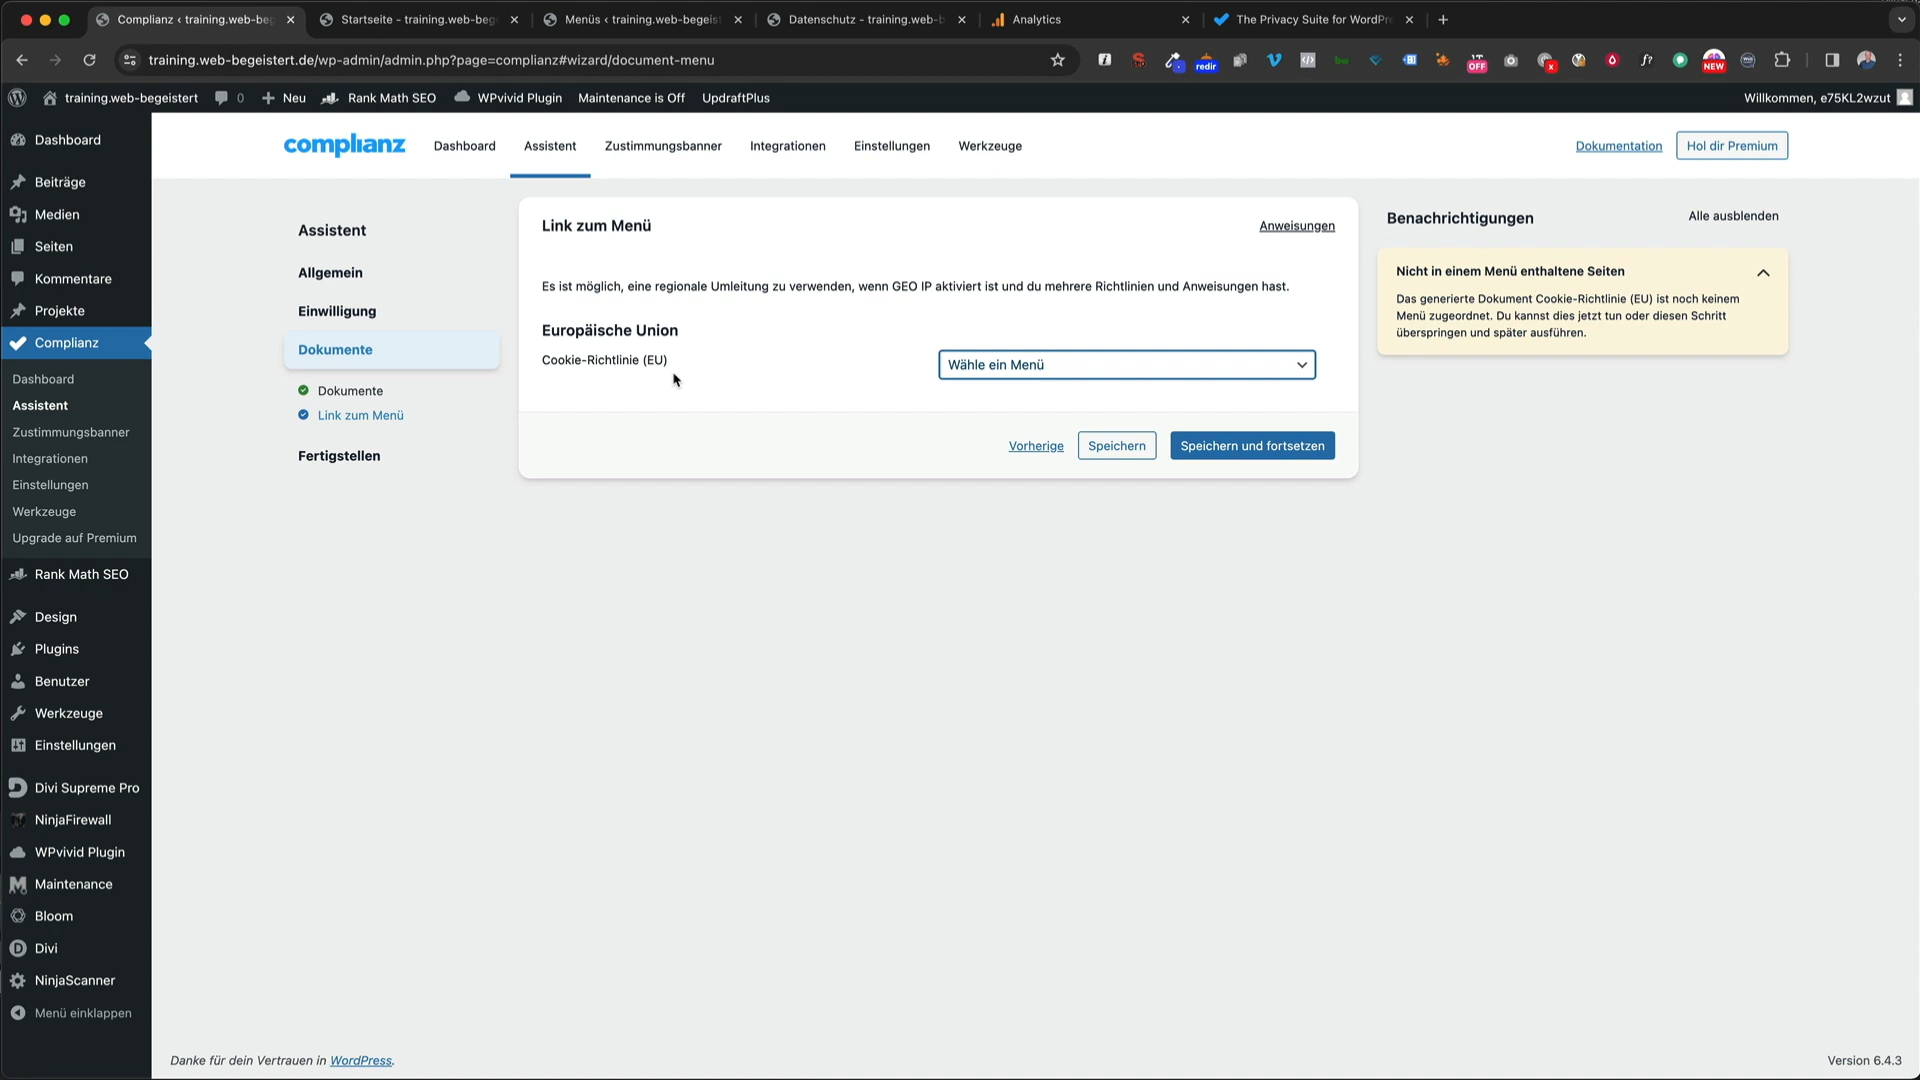 Complianz ‹ training.web-beg
Startseite - training.web-beg
Menüs ‹ training.web-begeist
Datenschutz - training.web-b
Analytics
The Privacy Suite for WordPr
training.web-begeistert.de/wp-admin/admin.php?page=complianz#wizard/document-menu
redir
OFF
NEW
training.web-begeistert
0
Neu
Rank Math SEO
WPvivid Plugin
Maintenance is Off
UpdraftPlus
Willkommen, e75KL2wzut
Dashboard
Beiträge
Medien
Seiten
Kommentare
Projekte
Complianz
Dashboard
Assistent
Zustimmungsbanner
Integrationen
Einstellungen
Werkzeuge
Upgrade auf Premium
Rank Math SEO
Design
Plugins
Benutzer
Werkzeuge
Einstellungen
Divi Supreme Pro
NinjaFirewall
WPvivid Plugin
Maintenance
Bloom
Divi
NinjaScanner
Menü einklappen
complianz
Dashboard
Assistent
Zustimmungsbanner
Integrationen
Einstellungen
Werkzeuge
Dokumentation
Hol dir Premium
Assistent
Allgemein
Einwilligung
Dokumente
Dokumente
Link zum Menü
Fertigstellen
Link zum Menü
Anweisungen
Es ist möglich, eine regionale Umleitung zu verwenden, wenn GEO IP aktiviert ist und du mehrere Richtlinien und Anweisungen hast.
Europäische Union
Cookie-Richtlinie (EU)
Wähle ein Menü
Vorherige
Speichern
Speichern und fortsetzen
Benachrichtigungen
Alle ausblenden
Nicht in einem Menü enthaltene Seiten
Das generierte Dokument Cookie-Richtlinie (EU) ist noch keinem
Menü zugeordnet. Du kannst dies jetzt tun oder diesen Schritt
überspringen und später ausführen.
Danke für dein Vertrauen in WordPress.
Version 6.4.3